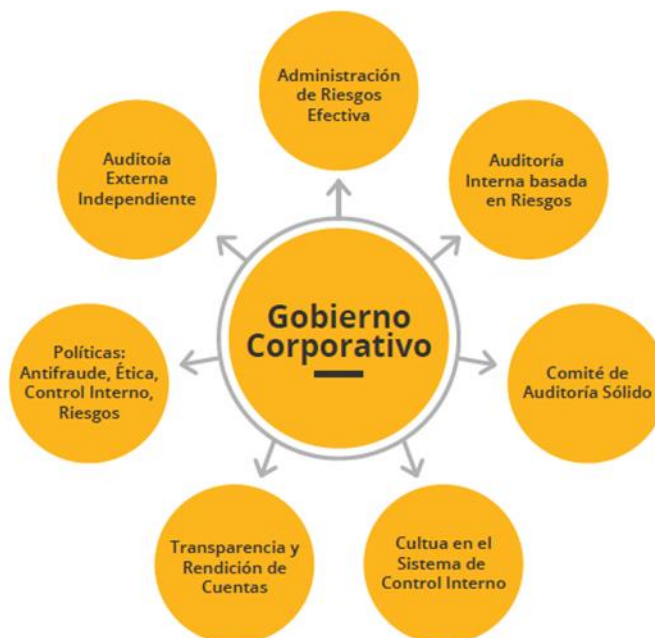 Administración
de Riesgos
Efectiva
Auditoía
Externa
Independiente
Auditoría
Interna basada
en Riesgos
Gobierno
Corporativo
Políticas:
Antifraude, Ética,
Control Interno,
Riesgos
Comité de
Auditoría Sólido
Transparencia y
Rendición de
Cuentas
Cultua en el
Sistema de
Control Interno